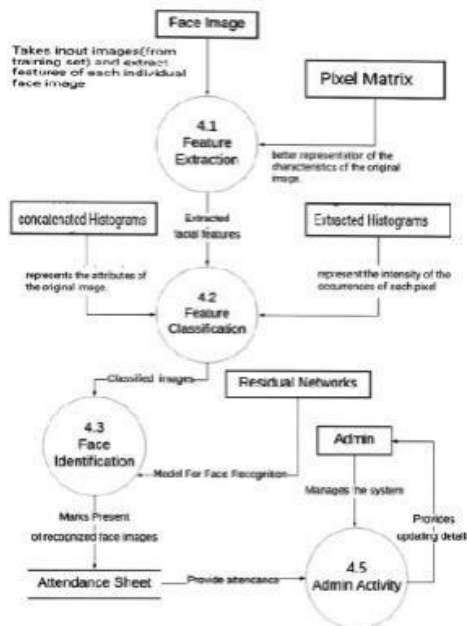 Face Image
Takes input images(from
training set) and extract
features of each individual
face image
Pixel Matrix
4.1
Feature
Extraction
better representation of the
characteristics of the original
image.
concatenated Histograms
Extracted
facial features
Extracted Histograms
represents the attributes of
the original image.
represent the intensity of the
occurrences of each pixel
4.2
Feature
Classification
Classified images
Residual Networks
4.3
Face
Identification
Admin
Model For Face Recognition
Manages the system
Marks Present
of recognized face images
Provides
updating detail
Attendance Sheet
Provide attencance
4.5
Admin Activity